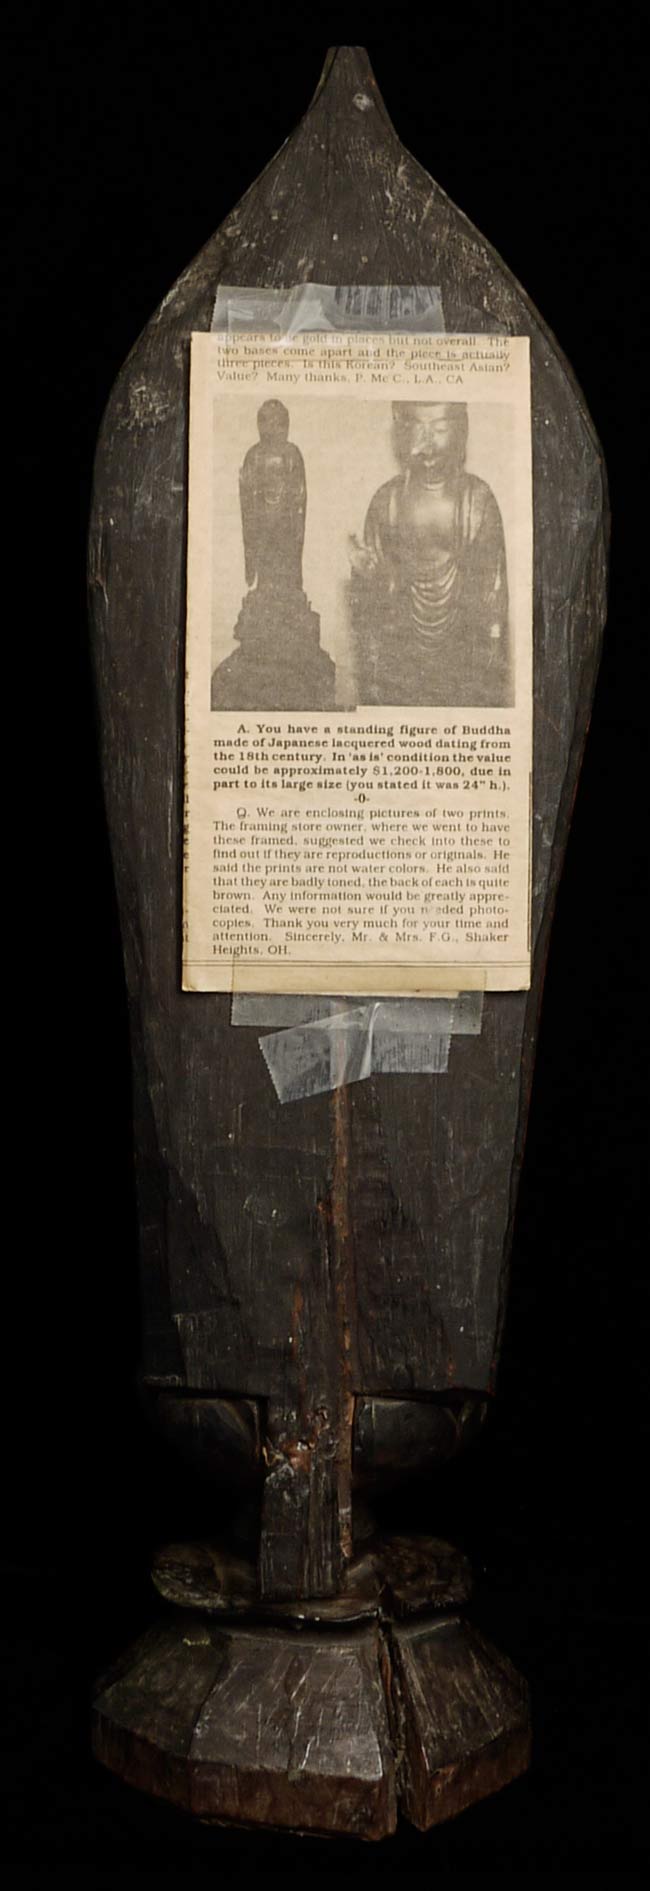 appears to be gold in places but not overall. The
two bases come apart and the piece is actually
three pieces. Is this Korean? Southeast Asian?
Value? Many thanks, P. Mc C., L.A., CA
A. You have a standing figure of Buddha
made of Japanese lacquered wood dating from
the 18th century. In 'as is' condition the value
could be approximately $1,200-1,800, due in
part to its large size (you stated it was 24" h.).
-0-
Q. We are enclosing pictures of two prints.
The framing store owner, where we went to have
these framed, suggested we check into these to
find out if they are reproductions or originals. He
said the prints are not water colors. He also said
that they are badly toned, the back of each is quite
brown. Any information would be greatly appre-
ciated. We were not sure if you needed photo-
copies. Thank you very much for your time and
attention. Sincerely, Mr. & Mrs. F.G., Shaker
Heights, OH.